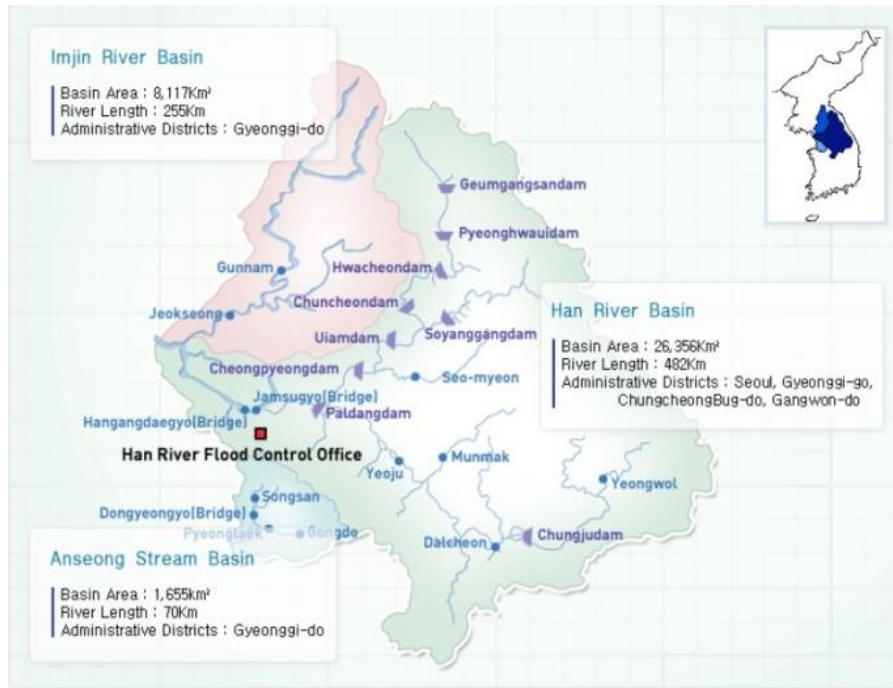 Imjin River Basin
Basin Area : 8,117Km²
River Length : 255Km
Administrative Districts : Gyeonggi-do
Geumgangsandam
Pyeonghwauidam
Gunnam
Hwacheondam
Chuncheondam
Jeokseong
Soyanggangdam
Uiamdam
Cheongpyeongdam
Seo-myeon
Han River Basin
Basin Area : 26,356Km²
River Length : 482Km
Administrative Districts : Seoul, Gyeonggi-go,
ChungcheongBug-do, Gangwon-do
Jamsugyo(Bridge)
Paldangdam
Hangangdaegyo(Bridge)
Han River Flood Control Office
Yeoju
Munmak
Yeongwol
Songsan
Dongyeongyo(Bridge)
Pyeongtaek
Gongdo
Dalcheon
Chungjudam
Anseong Stream Basin
Basin Area : 1,655km²
River Length : 70Km
Administrative Districts : Gyeonggi-do